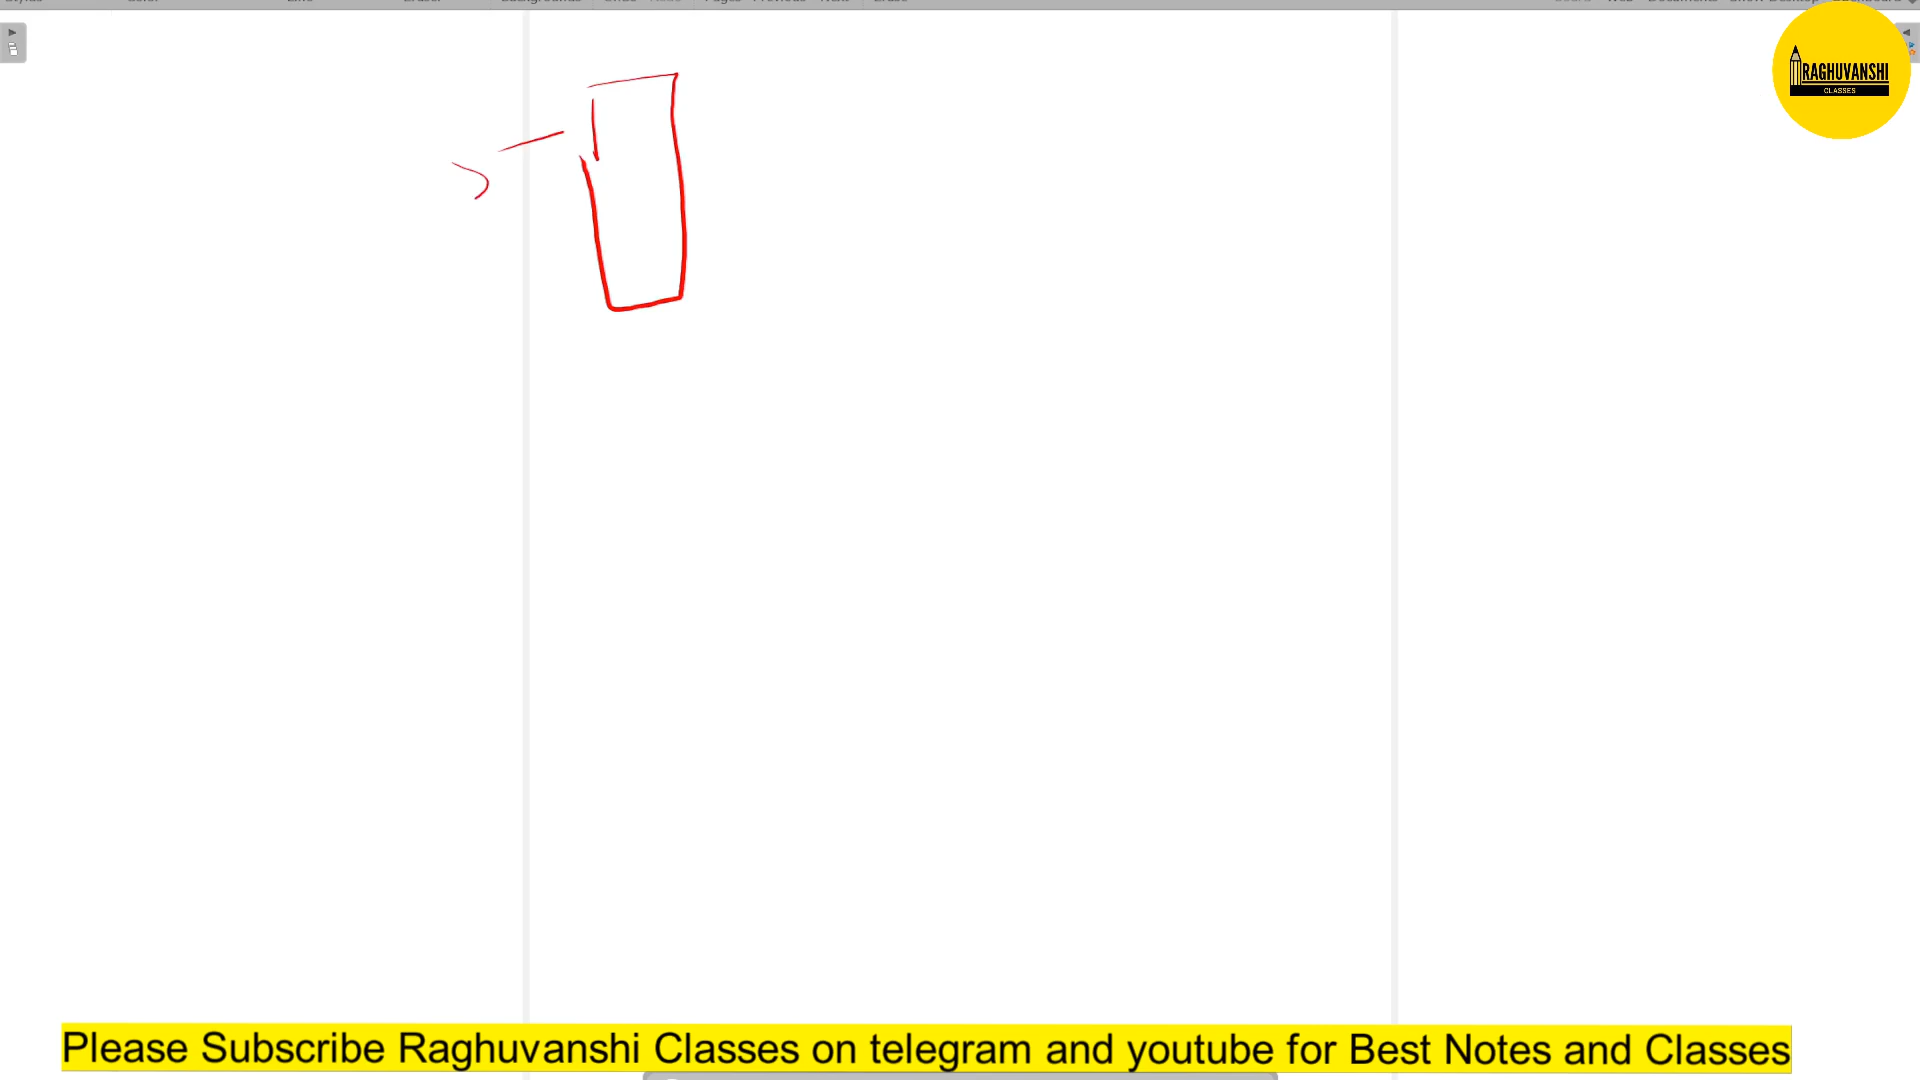 RAGHUVANSHI
CLASSES
Please Subscribe Raghuvanshi Classes on telegram and youtube for Best Notes and Classes